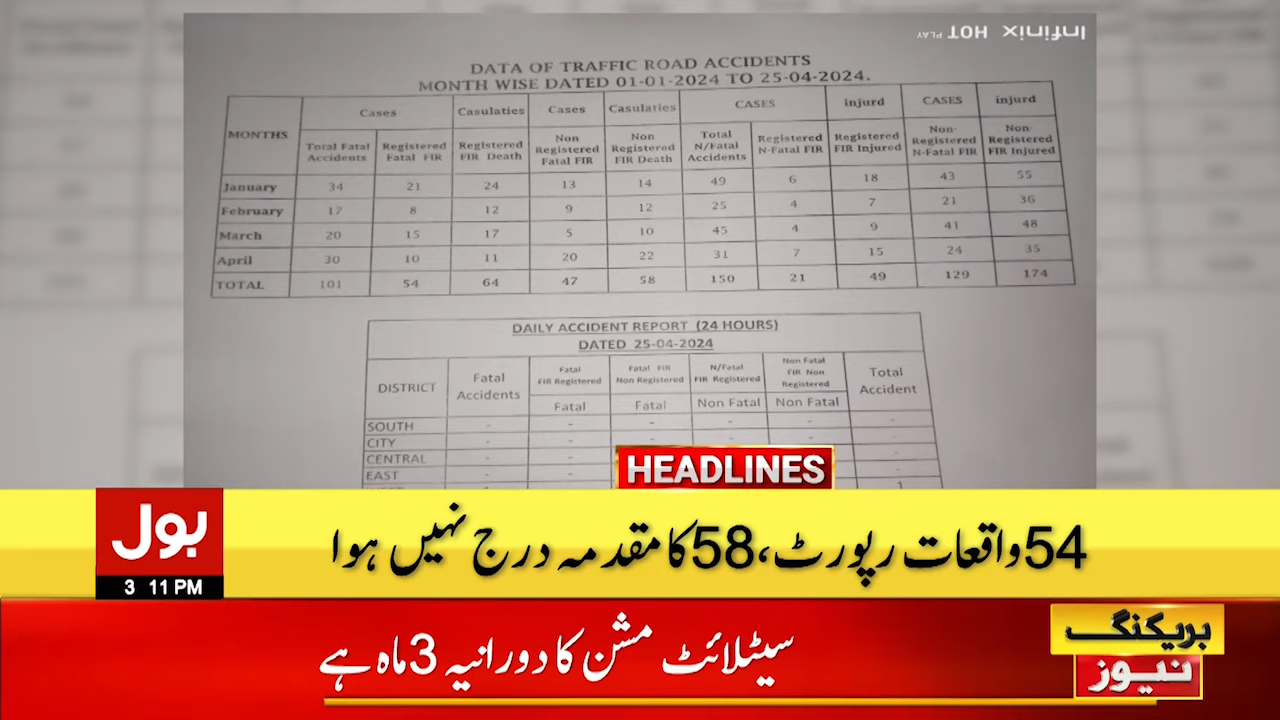 Infinix HOT PLAY
DATA OF TRAFFIC ROAD ACCIDENTS
MONTH WISE DATED 01-01-2024 TO 25-04-2024.
MONTHS Cases Casulaties Cases Casulaties CASES injurd CASES injurd
Total Fatal Accidents Registered Fatal FIR Registered FIR Death Non Registered Fatal FIR Non Registered FIR Death Total N/Fatal Accidents Registered N-Fatal FIR Registered FIR Injured Non-Registered N-Fatal FIR Non-Registered FIR Injured
January 34 21 24 13 14 49 6 18 43 55
February 17 8 12 9 12 25 4 7 21 36
March 20 15 17 5 10 45 4 9 41 48
April 30 10 11 20 22 31 7 15 24 35
TOTAL 101 54 64 47 58 150 21 49 129 174
DAILY ACCIDENT REPORT (24 HOURS)
DATED 25-04-2024
DISTRICT Fatal Accidents Fatal FIR Registered Fatal FIR Non Registered N/Fatal FIR Registered Non Fatal FIR Non Registered Total Accident
Fatal Fatal Non Fatal Non Fatal
SOUTH - - - - - -
CITY - - - - - -
CENTRAL - - - - - -
EAST - - -
HEADLINES
54 واقعات رپورٹ، 58 کا مقدمہ درج نہیں ہوا
بول
3 11 PM
بریکنگ
نیوز
سیٹلائٹ مشن کا دورانیہ 3 ماہ ہے